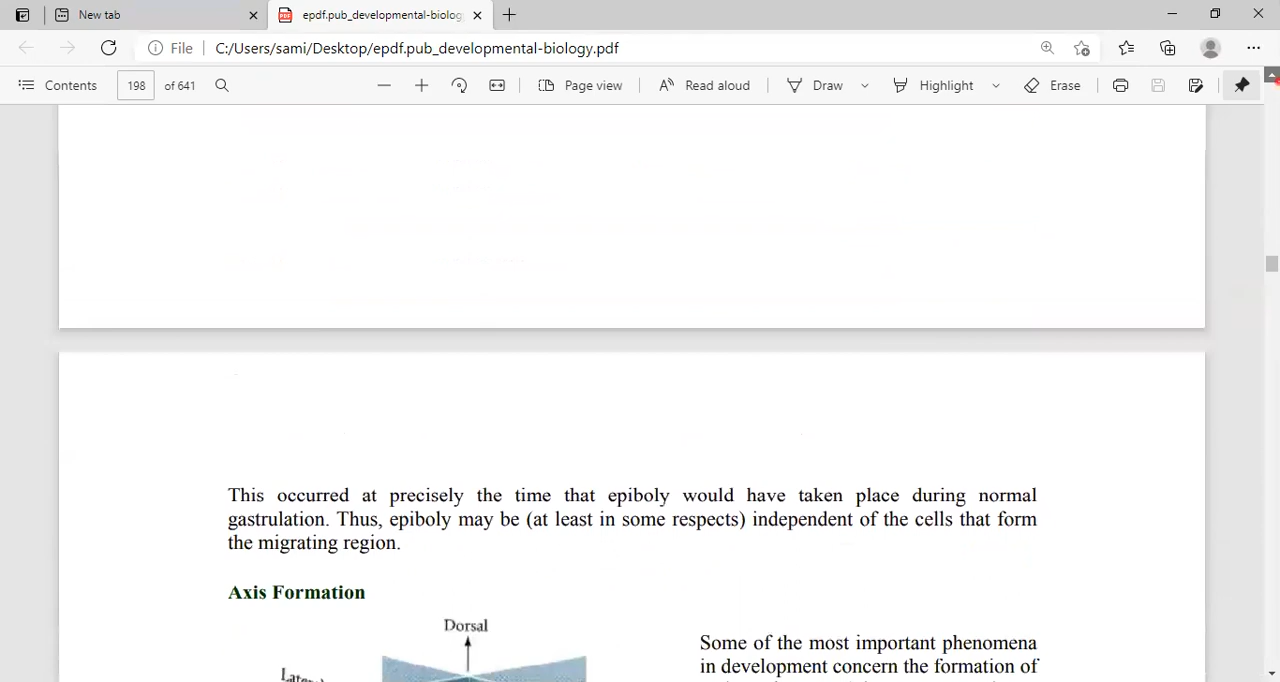 New tab
epdf.pub_developmental-biology
File
C:/Users/sami/Desktop/epdf.pub_developmental-biology.pdf
Contents
198 of 641
Page view
Read aloud
Draw
Highlight
Erase
This occurred at precisely the time that epiboly would have taken place during normal
gastrulation. Thus, epiboly may be (at least in some respects) independent of the cells that form
the migrating region.
Axis Formation
Dorsal
Some of the most important phenomena
in development concern the formation of